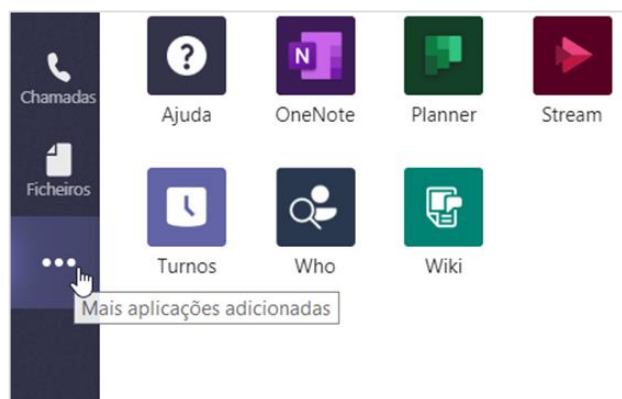 Chamadas
Ajuda
OneNote
Planner
Stream
Ficheiros
Turnos
Who
Wiki
Mais aplicações adicionadas